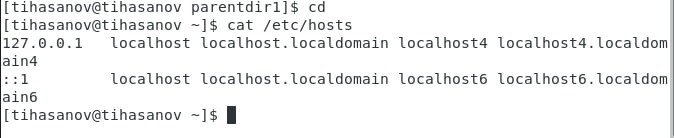 [tihasanov@tihasanov parentdir1]$ cd
[tihasanov@tihasanov ~]$ cat /etc/hosts
127.0.0.1   localhost localhost.localdomain localhost4 localhost4.localdom
ain4
::1         localhost localhost.localdomain localhost6 localhost6.localdom
ain6
[tihasanov@tihasanov ~]$